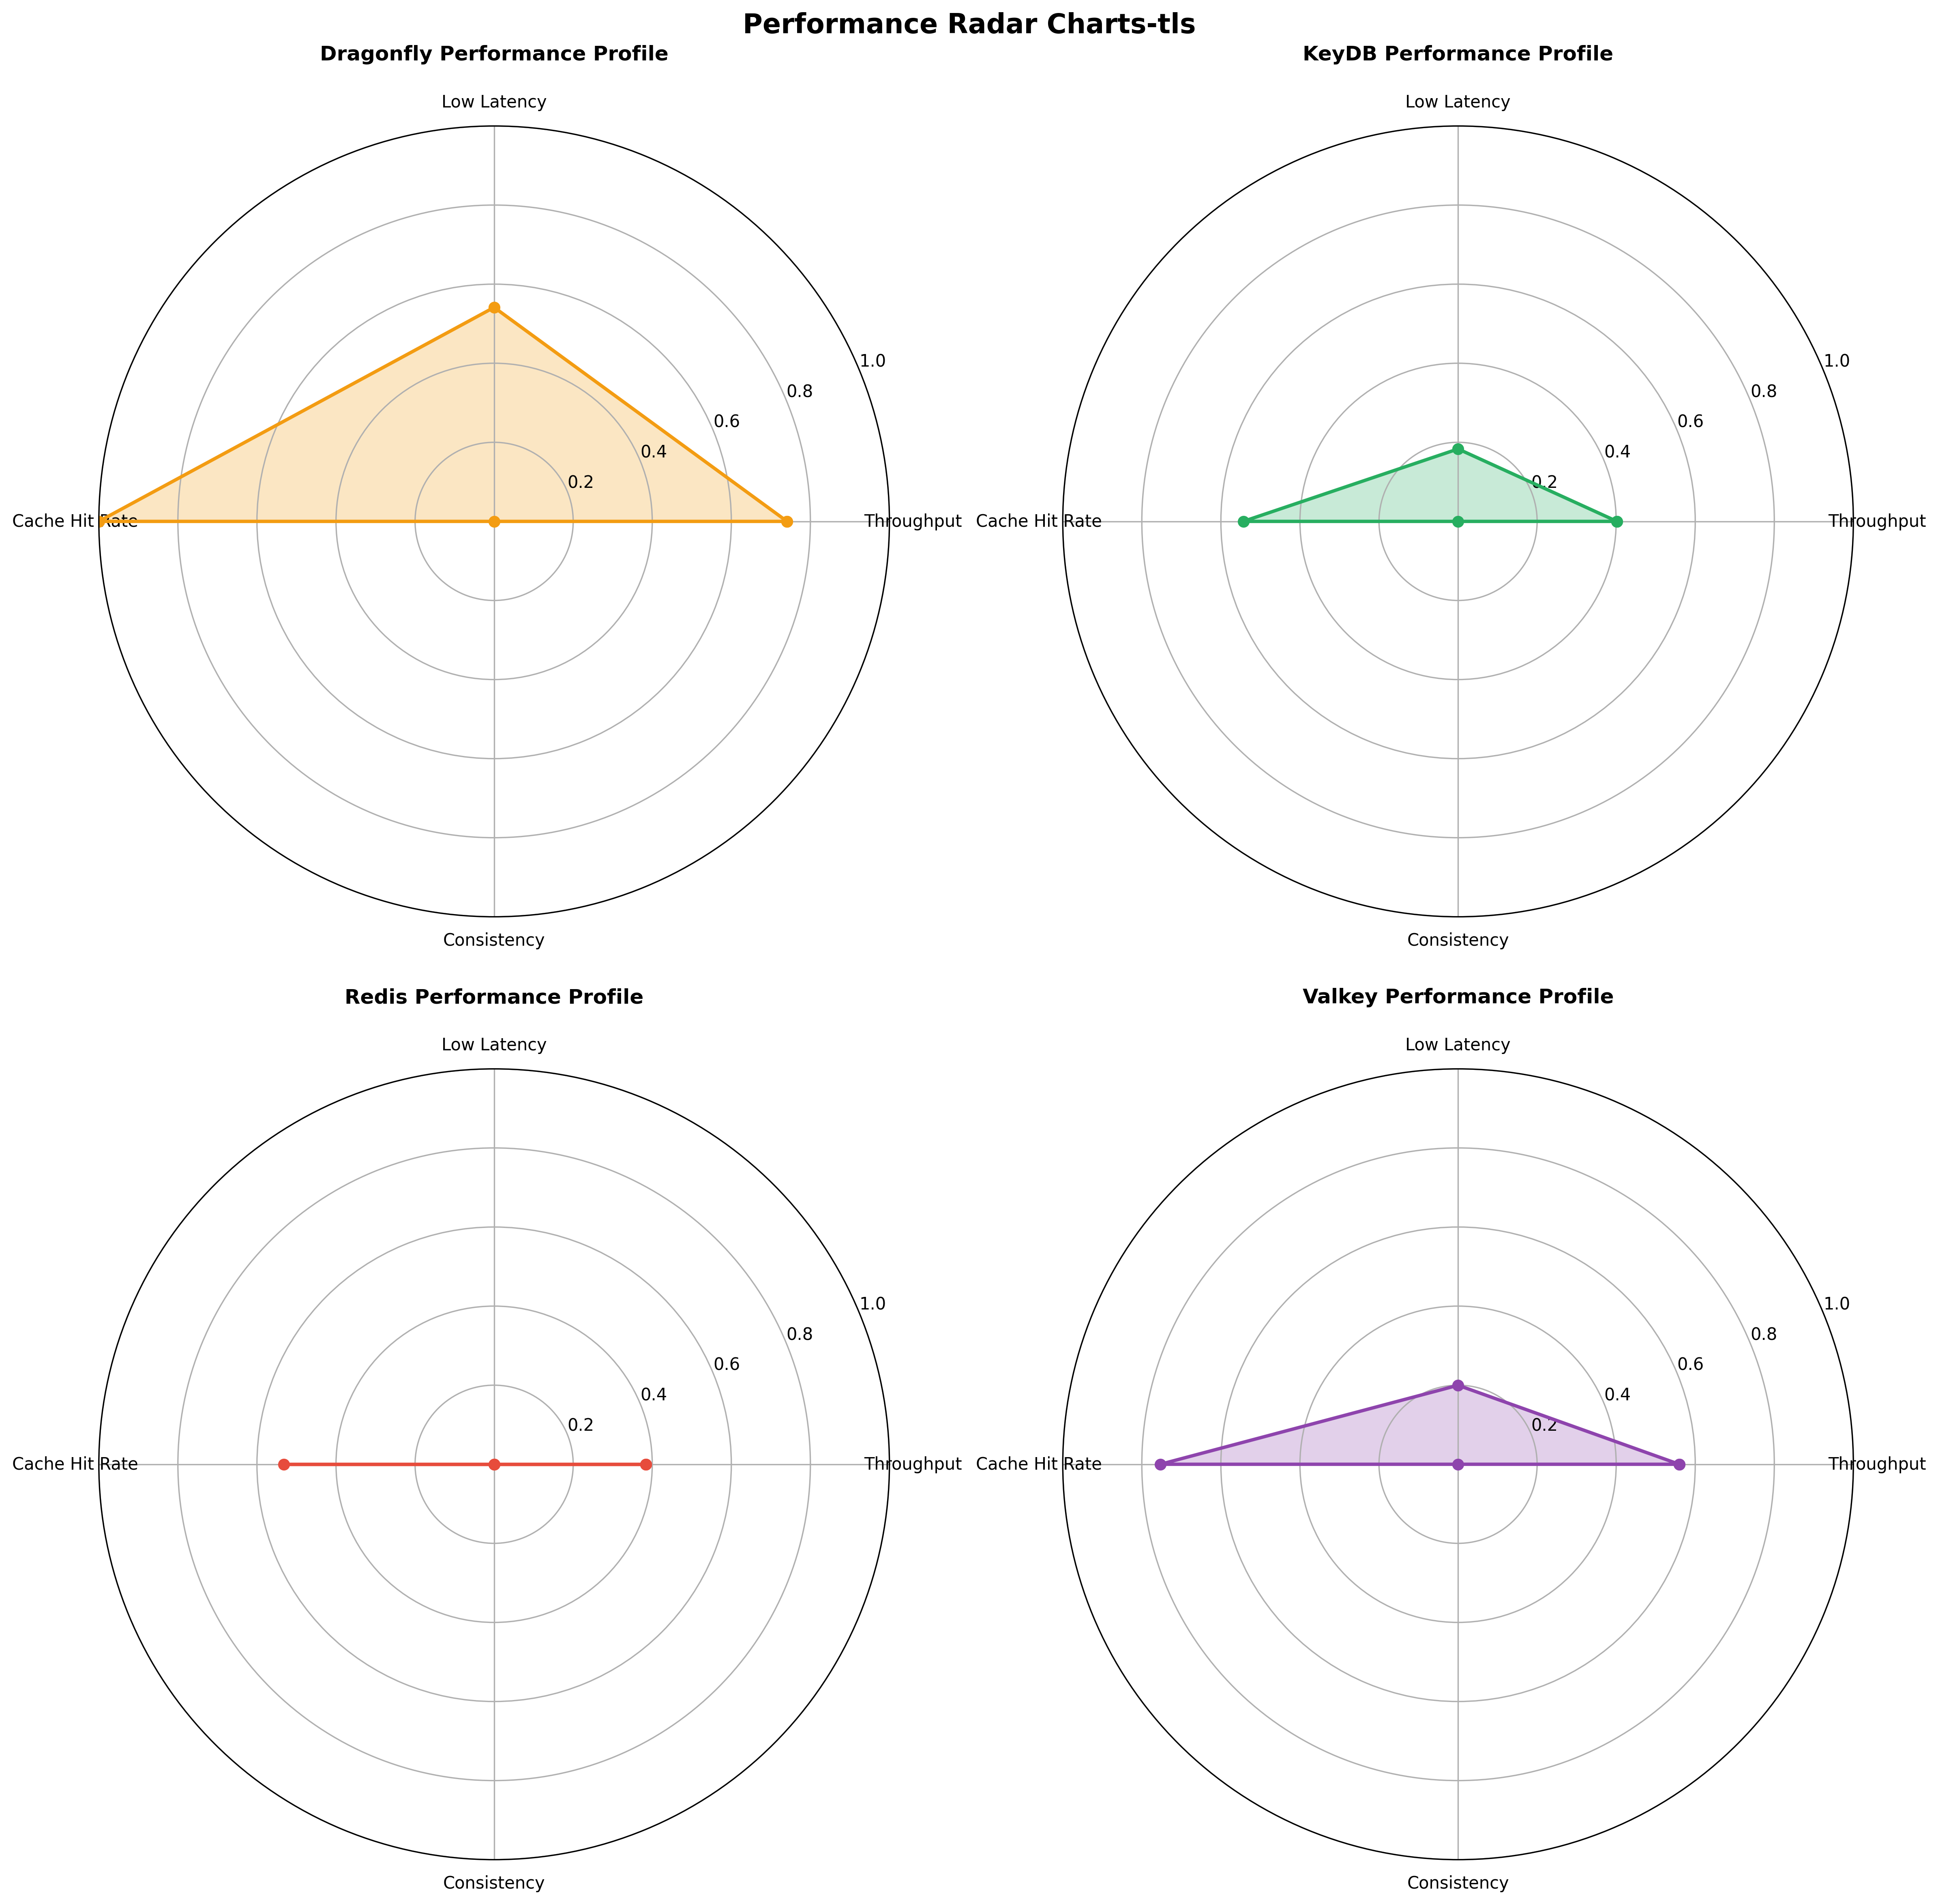 Performance Radar Charts-tls
Dragonfly Performance Profile
Low Latency
1.0
0.8
0.6
0.4
0.2
Cache Hit Rate
Throughput
Consistency
KeyDB Performance Profile
Low Latency
1.0
0.8
0.6
0.4
0.2
Cache Hit Rate
Throughput
Consistency
Redis Performance Profile
Low Latency
1.0
0.8
0.6
0.4
0.2
Cache Hit Rate
Throughput
Consistency
Valkey Performance Profile
Low Latency
1.0
0.8
0.6
0.4
0.2
Cache Hit Rate
Throughput
Consistency